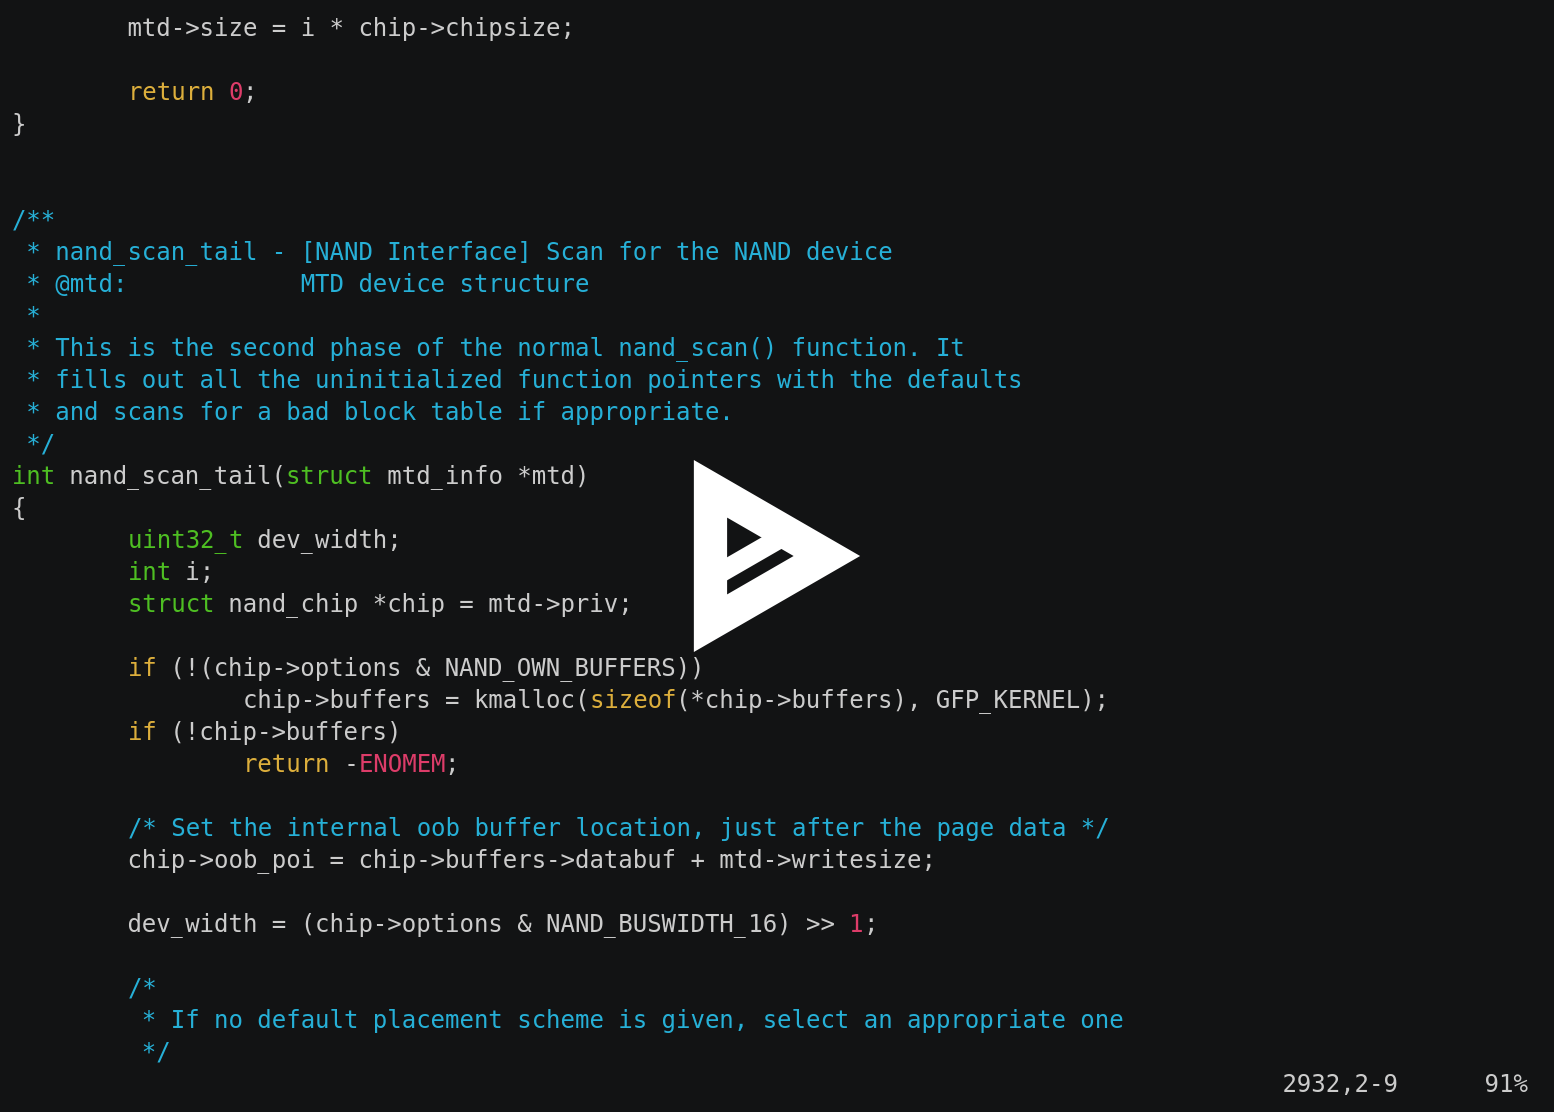 mtd->size = i * chip->chipsize;
return 0;
}
/**
* nand_scan_tail - [NAND Interface] Scan for the NAND device
* @mtd:            MTD device structure
*
* This is the second phase of the normal nand_scan() function. It
* fills out all the uninitialized function pointers with the defaults
* and scans for a bad block table if appropriate.
*/
int nand_scan_tail(struct mtd_info *mtd)
{
uint32_t dev_width;
int i;
struct nand_chip *chip = mtd->priv;
if (!(chip->options & NAND_OWN_BUFFERS))
chip->buffers = kmalloc(sizeof(*chip->buffers), GFP_KERNEL);
if (!chip->buffers)
return -ENOMEM;
/* Set the internal oob buffer location, just after the page data */
chip->oob_poi = chip->buffers->databuf + mtd->writesize;
dev_width = (chip->options & NAND_BUSWIDTH_16) >> 1;
/*
* If no default placement scheme is given, select an appropriate one
*/
2932,2-9      91%